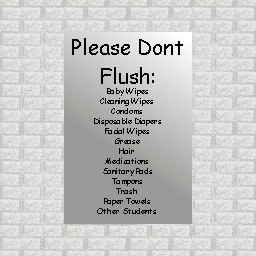 Please Dont
Flush:
Baby Wipes
Cleaning Wipes
Condoms
Disposable Diapers
Facial Wipes
Grease
Hair
Medications
Sanitary Pads
Tampons
Trash
Paper Towels
Other Students